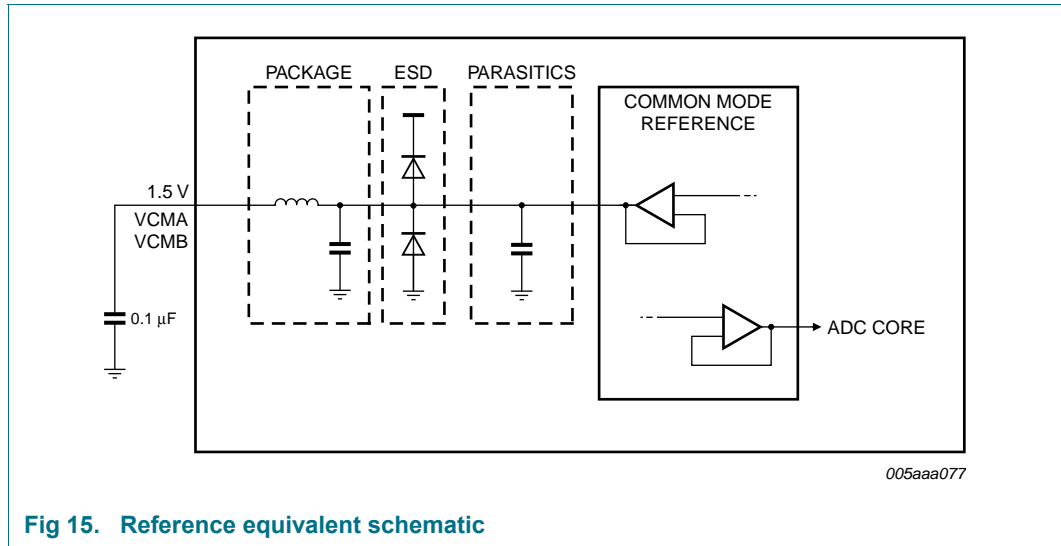 PACKAGE ESD PARASITICS
COMMON MODE
REFERENCE
1.5 V
VCMA
VCMB
0.1 μF
ADC CORE
005aaa077
Fig 15. Reference equivalent schematic